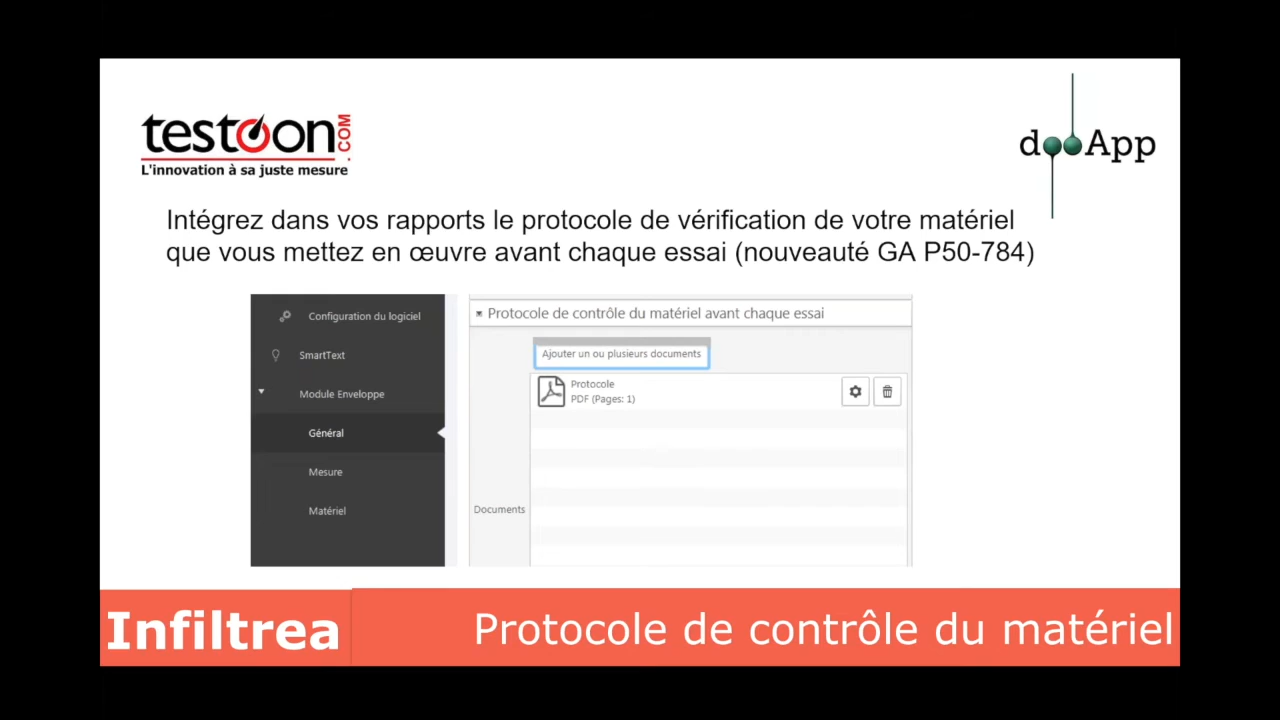 testoon.COM
L'innovation à sa juste mesure
dooApp
Intégrez dans vos rapports le protocole de vérification de votre matériel
que vous mettez en œuvre avant chaque essai (nouveauté GA P50-784)
Configuration du logiciel
SmartText
Module Enveloppe
Général
Mesure
Matériel
Protocole de contrôle du matériel avant chaque essai
Ajouter un ou plusieurs documents
Protocole
PDF (Pages: 1)
Documents
Infiltrea
Protocole de contrôle du matériel